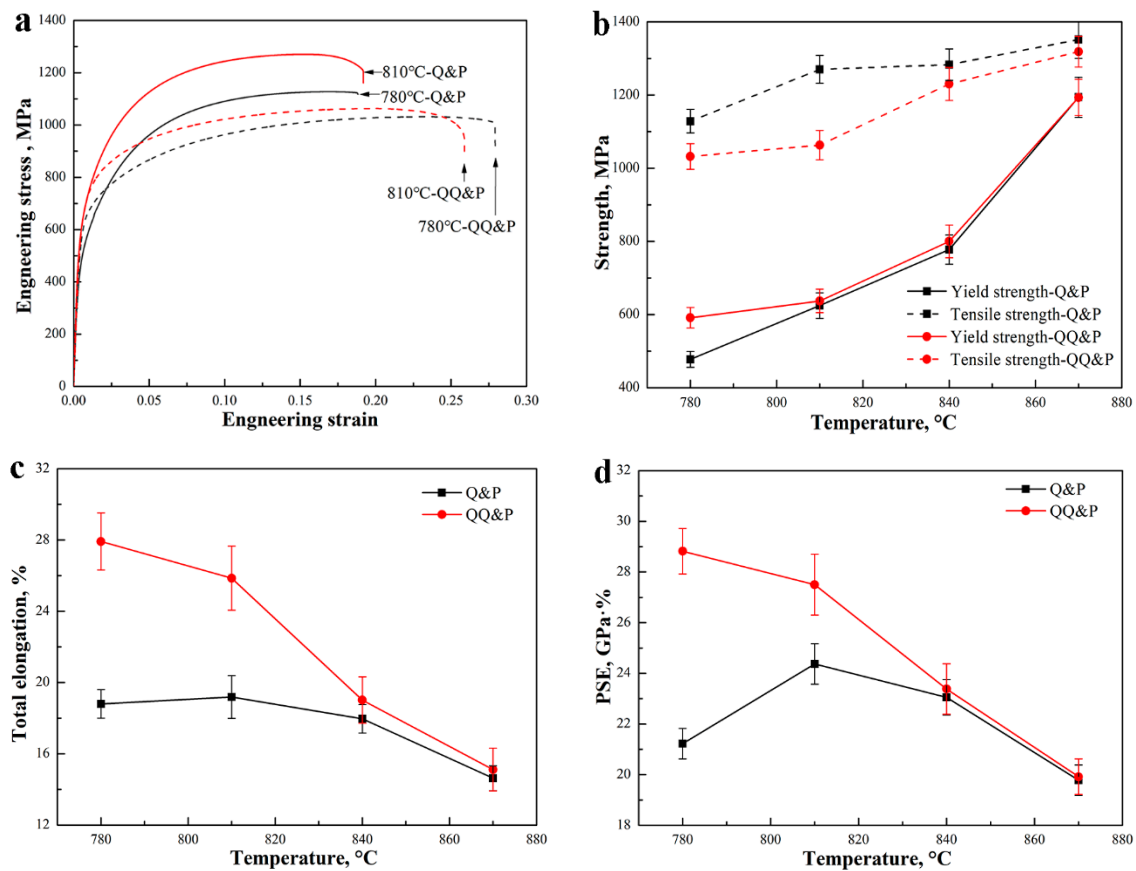 a
1400
1200
1000
800
600
400
200
0
Engneering stress , MPa
0.00
0.05
0.10
0.15
0.20
0.25
0.30
Engneering strain
810°C-Q&P
780°C-Q&P
810°C-QQ&P
780°C-QQ&P
b
1400
1200
1000
800
600
400
Strength, MPa
780
800
820
840
860
880
Temperature, °C
Yield strength-Q&P
Tensile strength-Q&P
Yield strength-QQ&P
Tensile strength-QQ&P
c
32
28
24
20
16
12
Total elongation, %
780
800
820
840
860
880
Temperature, °C
Q&P
QQ&P
d
32
30
28
26
24
22
20
18
PSE, GPa·%
780
800
820
840
860
880
Temperature, °C
Q&P
QQ&P